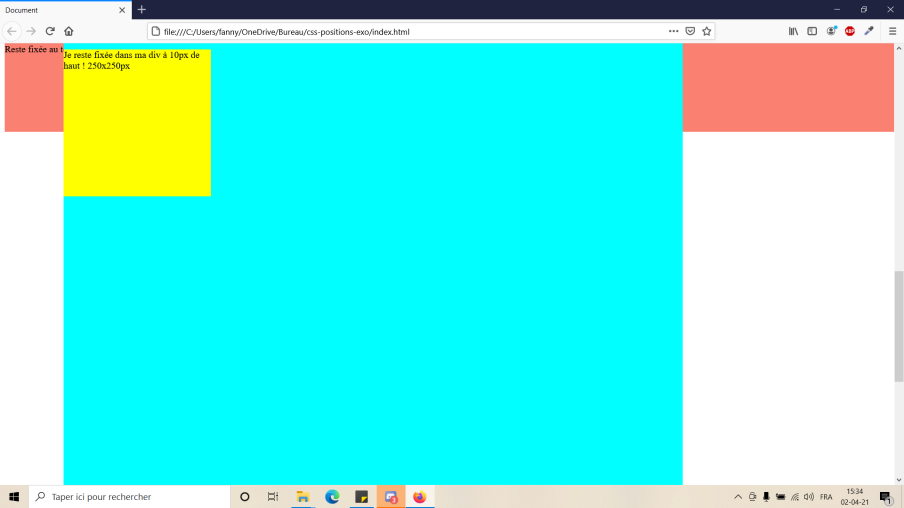 Document
file:///C:/Users/fanny/OneDrive/Bureau/css-positions-exo/index.html
ABP
Reste fixée au t
Je reste fixée dans ma div à 10px de
haut ! 250x250px
Taper ici pour rechercher
FRA
15:34
02-04-21